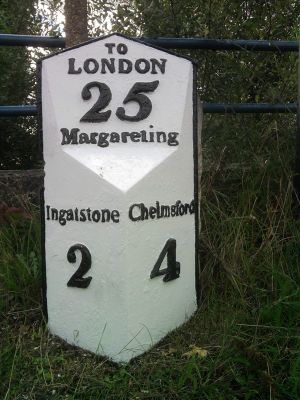 TO
LONDON
25
Margareting
Ingatstone Chelmsford
2 4